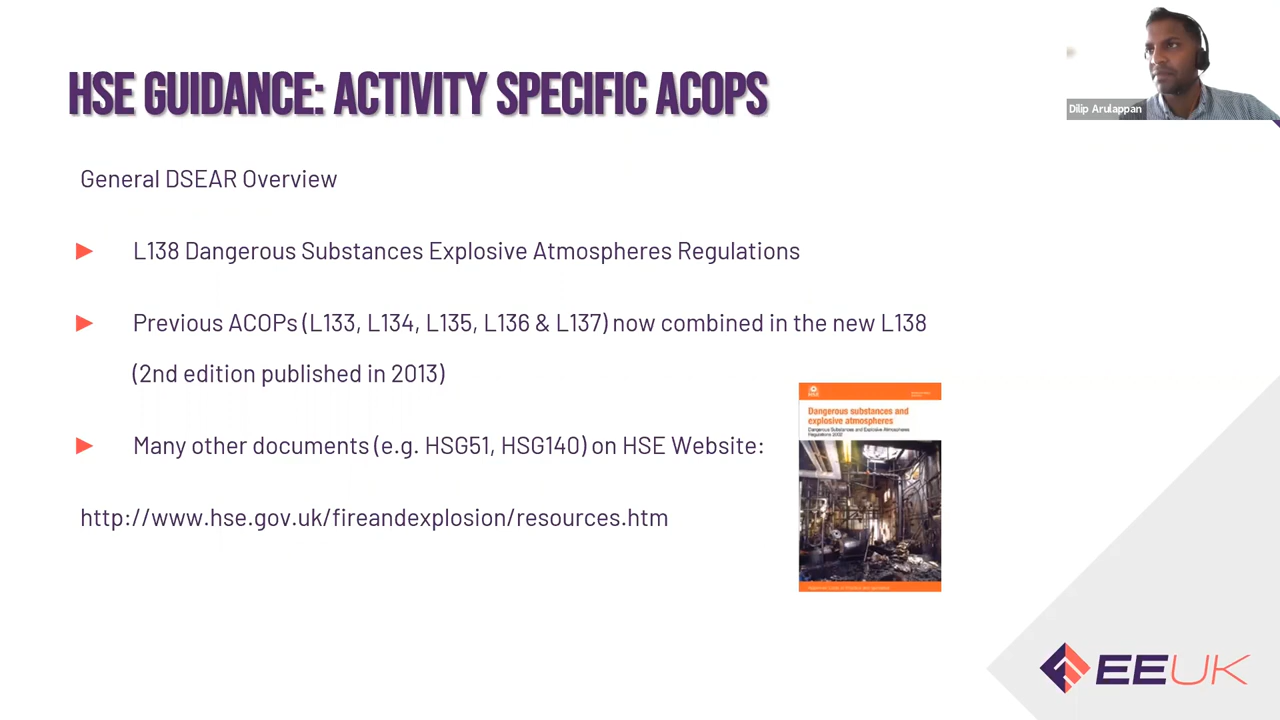 HSE GUIDANCE: ACTIVITY SPECIFIC ACOPS
Dilip Arulappan
General DSEAR Overview
L138 Dangerous Substances Explosive Atmospheres Regulations
Previous ACOPs (L133, L134, L135, L136 & L137) now combined in the new L138
(2nd edition published in 2013)
Many other documents (e.g. HSG51, HSG140) on HSE Website:
http://www.hse.gov.uk/fireandexplosion/resources.htm
Dangerous substances and
explosive atmospheres
Dangerous Substances and Explosive Atmospheres
Regulations 2002
EEUK